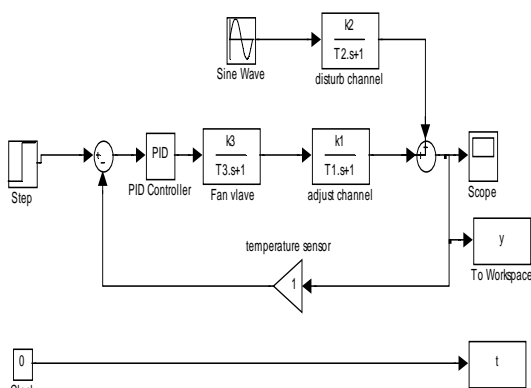 k2
T2.s+1
Sine Wave
disturb channel
k3
T3.s+1
k1
T1.s+1
PID
Step
PID Controller
Fan vlave
adjust channel
Scope
temperature sensor
1
y
To Workspace
0
t